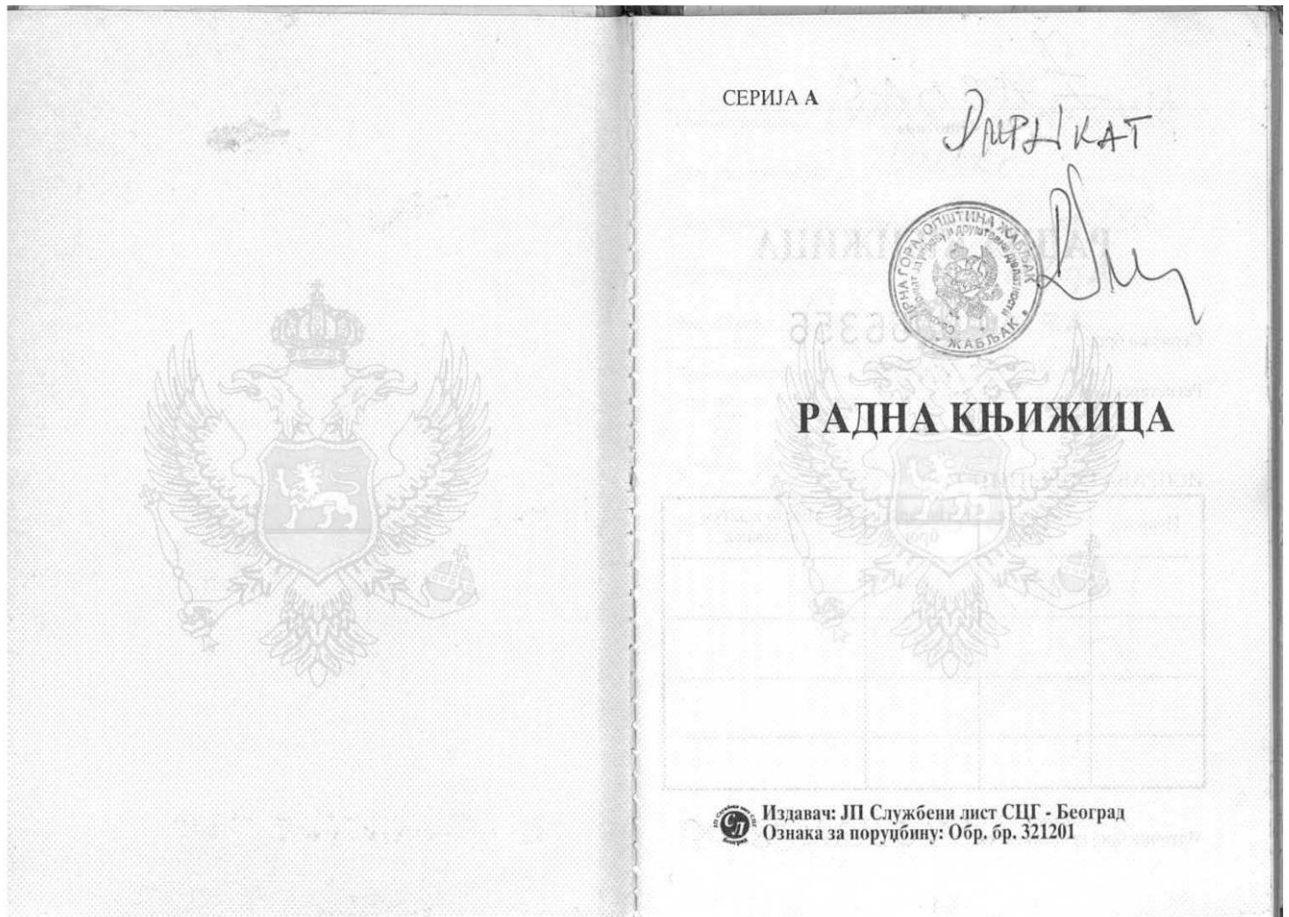 СЕРИЈА А
ДУПЛИКАТ
ЦРНА ГОРА, ОПШТИНА ЖАБЉАК
ЖАБЉАК
РАДНА КЊИЖИЦА
Издавач: ЈП Службени лист СЦГ - Београд
Ознака за поруџбину: Обр. бр. 321201